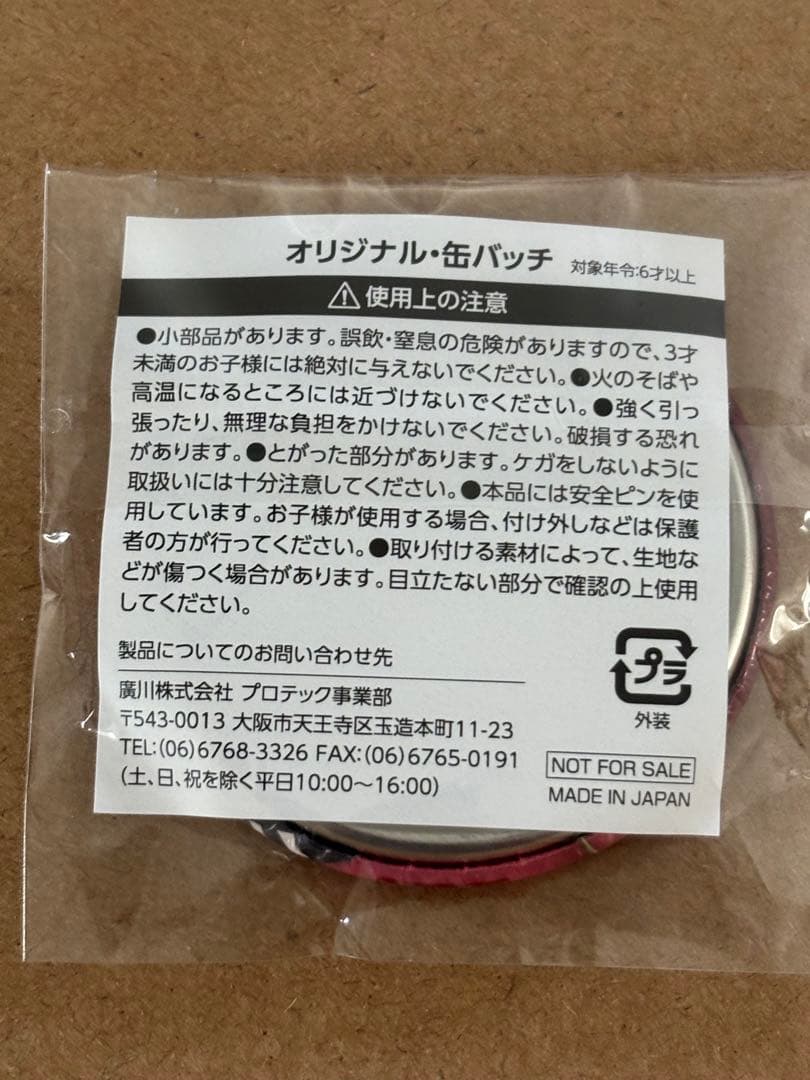 オリジナル・缶バッチ 対象年令:6才以上
⚠使用上の注意
●小部品があります。誤飲・窒息の危険がありますので、3才
未満のお子様には絶対に与えないでください。●火のそばや
高温になるところには近づけないでください。●強く引っ
張ったり、無理な負担をかけないでください。破損する恐れ
があります。●とがった部分があります。ケガをしないように
取扱いには十分注意してください。●本品には安全ピンを使
用しています。お子様が使用する場合、付け外しなどは保護
者の方が行ってください。●取り付ける素材によって、生地な
どが傷つく場合があります。目立たない部分で確認の上使用
してください。
製品についてのお問い合わせ先
廣川株式会社 プロテック事業部
〒543-0013 大阪市天王寺区玉造本町11-23
TEL:(06)6768-3326 FAX:(06)6765-0191
(土、日、祝を除く平日10:00〜16:00)
プラ
外装
NOT FOR SALE
MADE IN JAPAN